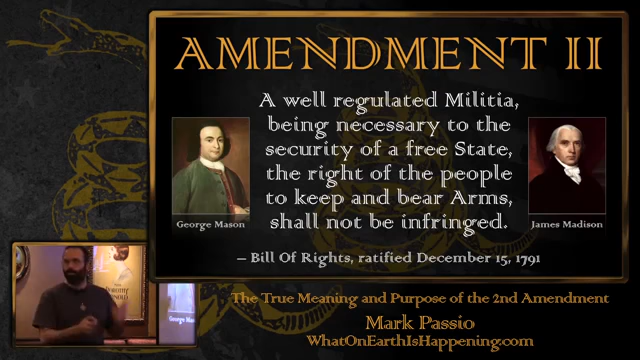 AMENDMENT II
A well regulated Militia,
being necessary to the
security of a free State,
the right of the people
to keep and bear Arms,
shall not be infringed.
George Mason
James Madison
– Bill Of Rights, ratified December 15, 1791
The True Meaning and Purpose of the 2nd Amendment
Mark Passio
WhatOnEarthIsHappening.com
George Mas